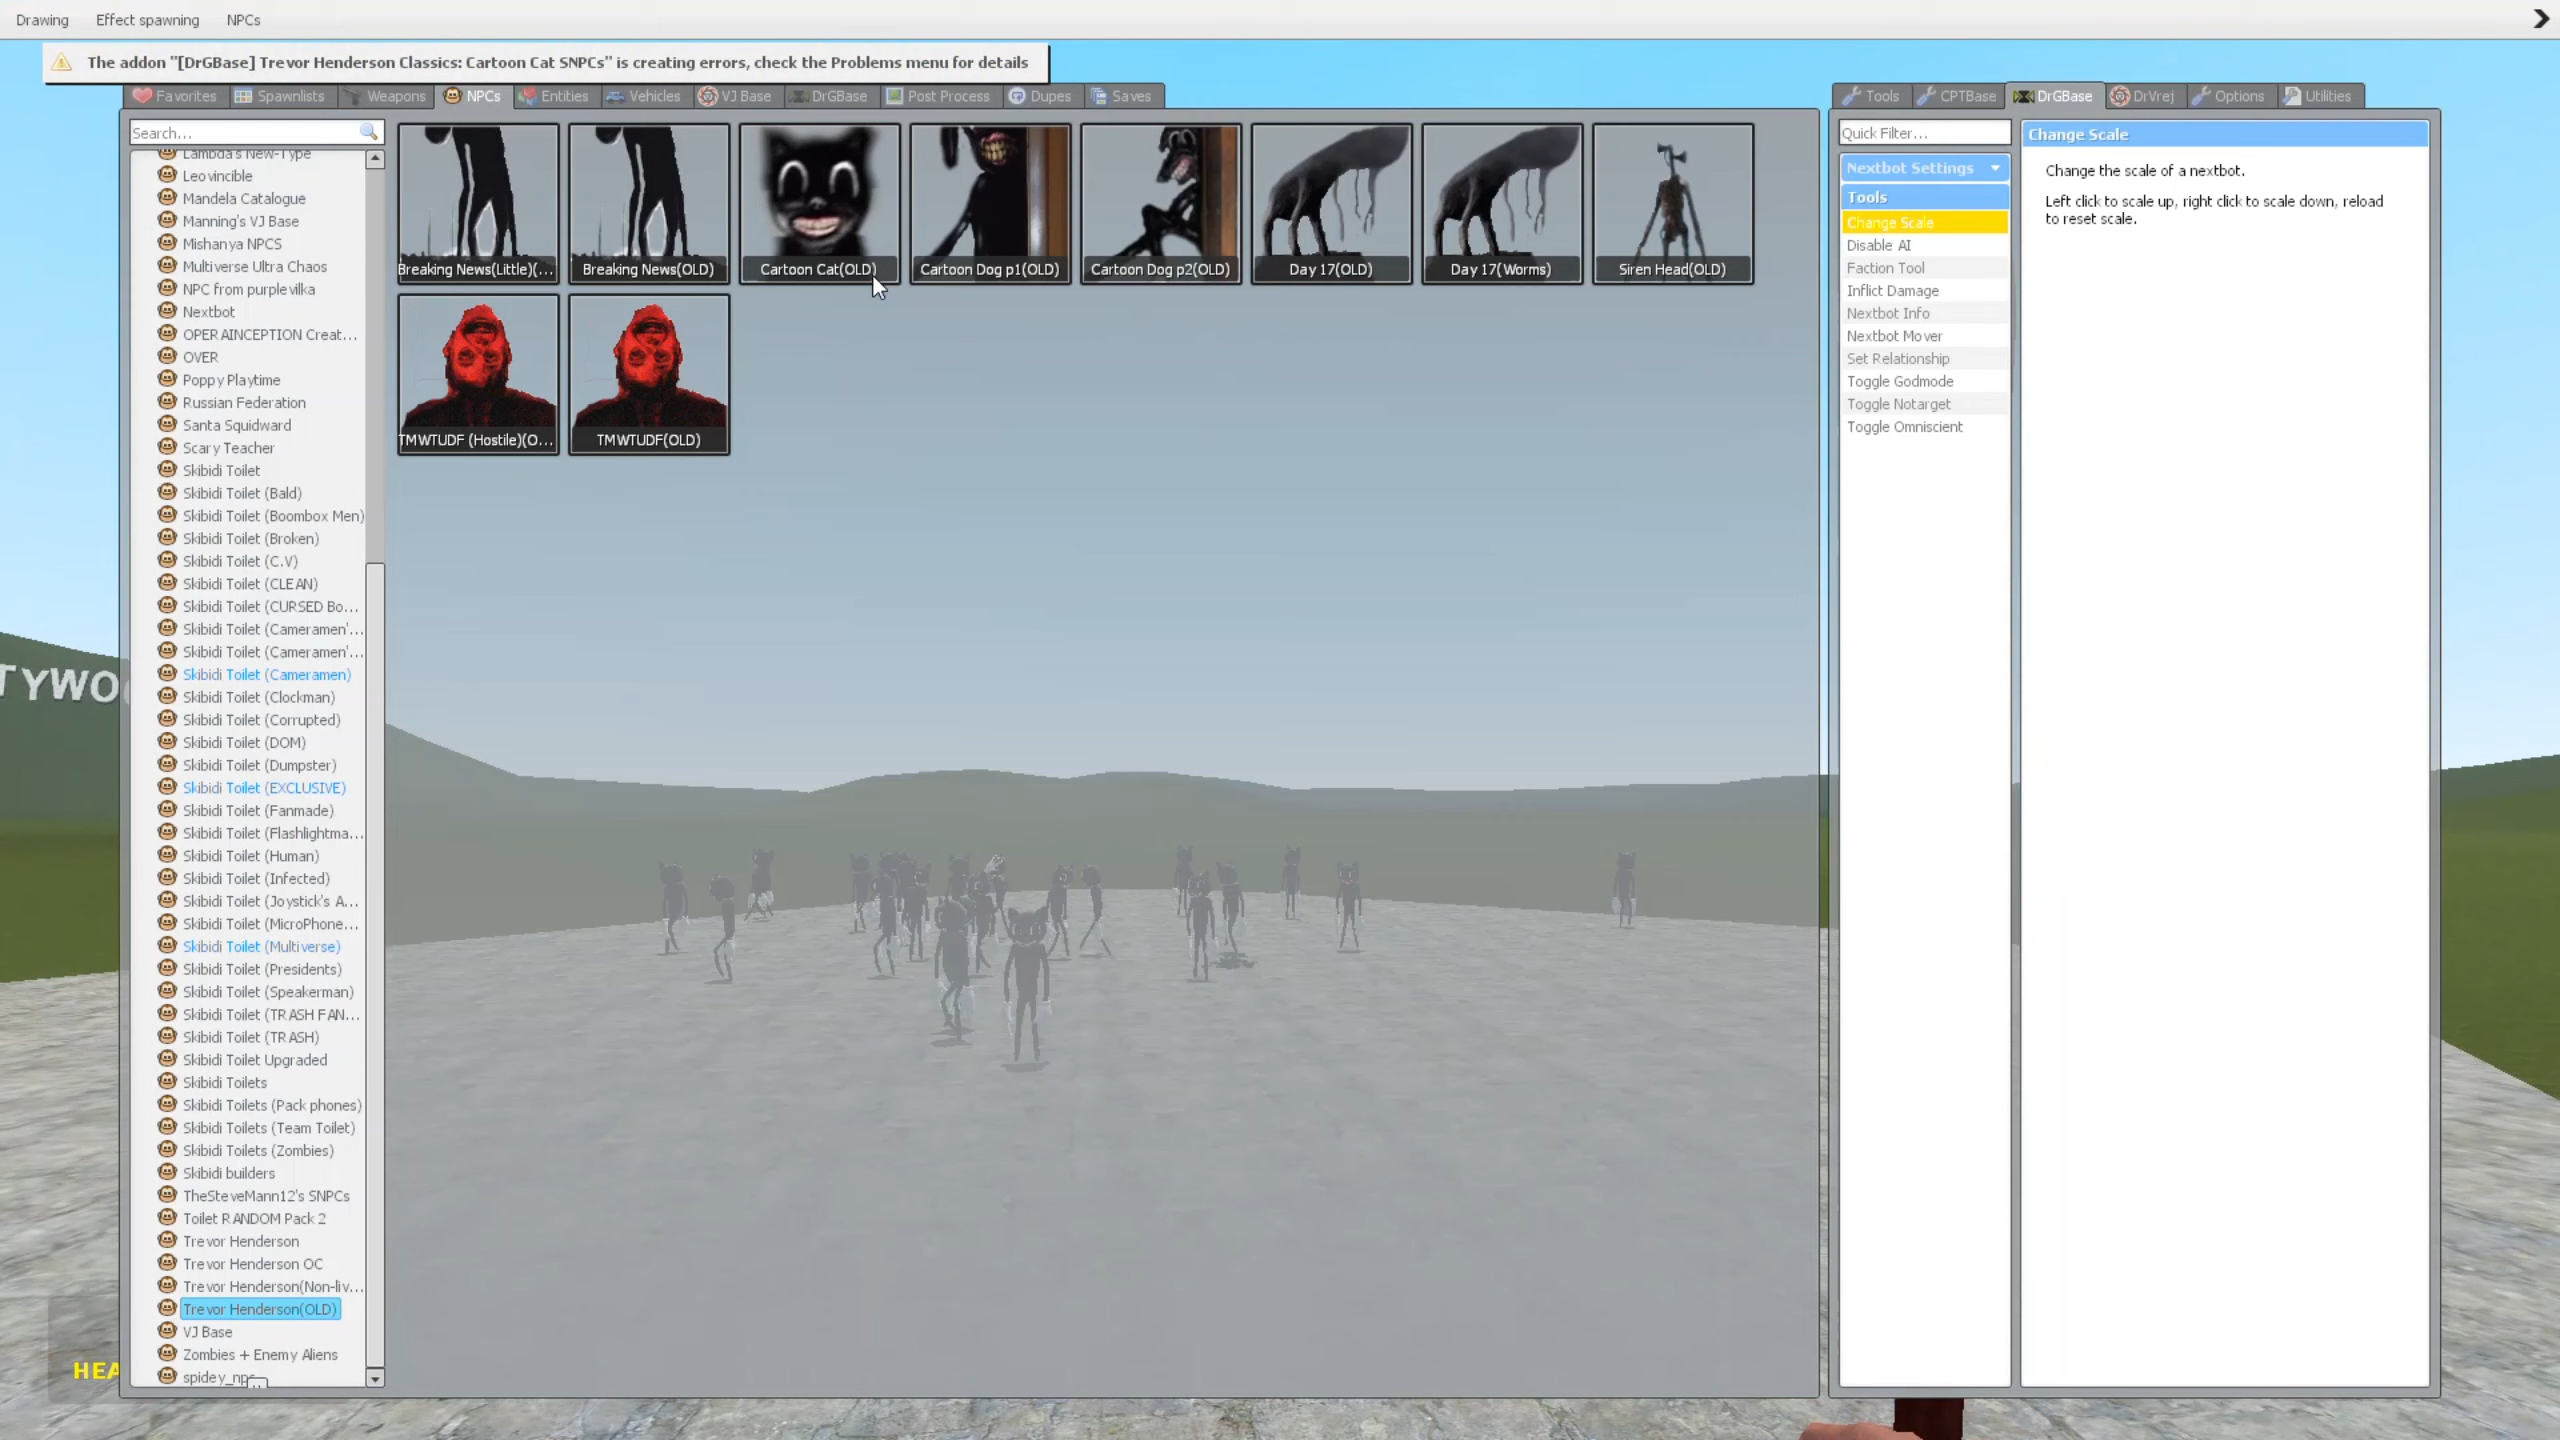 Drawing Effect spawning NPCs
The addon "[DrGBase] Trevor Henderson Classics: Cartoon Cat SNPCs" is creating errors, check the Problems menu for details
Favorites Spawnlists Weapons NPCs Entities Vehicles VJ Base DrGBase Post Process Dupes Saves
Search...
Lambda's New-Type
Leovincible
Mandela Catalogue
Manning's VJ Base
Mishanya NPCS
Multiverse Ultra Chaos
NPC from purplevilka
Nextbot
OPERAINCEPTION Creat...
OVER
Poppy Playtime
Russian Federation
Santa Squidward
Scary Teacher
Skibidi Toilet
Skibidi Toilet (Bald)
Skibidi Toilet (Boombox Men)
Skibidi Toilet (Broken)
Skibidi Toilet (C.V)
Skibidi Toilet (CLEAN)
Skibidi Toilet (CURSED Bo...
Skibidi Toilet (Cameramen'...
Skibidi Toilet (Cameramen'...
Skibidi Toilet (Cameramen)
Skibidi Toilet (Clockman)
Skibidi Toilet (Corrupted)
Skibidi Toilet (DOM)
Skibidi Toilet (Dumpster)
Skibidi Toilet (EXCLUSIVE)
Skibidi Toilet (Fanmade)
Skibidi Toilet (Flashlightma...
Skibidi Toilet (Human)
Skibidi Toilet (Infected)
Skibidi Toilet (Joystick's A...
Skibidi Toilet (MicroPhone...
Skibidi Toilet (Multiverse)
Skibidi Toilet (Presidents)
Skibidi Toilet (Speakerman)
Skibidi Toilet (TRASH FAN...
Skibidi Toilet (TRASH)
Skibidi Toilet Upgraded
Skibidi Toilets
Skibidi Toilets (Pack phones)
Skibidi Toilets (Team Toilet)
Skibidi Toilets (Zombies)
Skibidi builders
TheSteveMann12's SNPCs
Toilet RANDOM Pack 2
Trevor Henderson
Trevor Henderson OC
Trevor Henderson(Non-liv...
Trevor Henderson(OLD)
VJ Base
Zombies + Enemy Aliens
spidey_npc
Breaking News(Little)(... Breaking News(OLD) Cartoon Cat(OLD) Cartoon Dog p1(OLD) Cartoon Dog p2(OLD) Day 17(OLD) Day 17(Worms) Siren Head(OLD)
TMWTUDF (Hostile)(O... TMWTUDF(OLD)
Tools CPTBase DrGBase DrVrej Options Utilities
Quick Filter...
Nextbot Settings
Tools
Change Scale
Disable AI
Faction Tool
Inflict Damage
Nextbot Info
Nextbot Mover
Set Relationship
Toggle Godmode
Toggle Notarget
Toggle Omniscient
Change Scale
Change the scale of a nextbot.
Left click to scale up, right click to scale down, reload
to reset scale.
TYWO
HEA